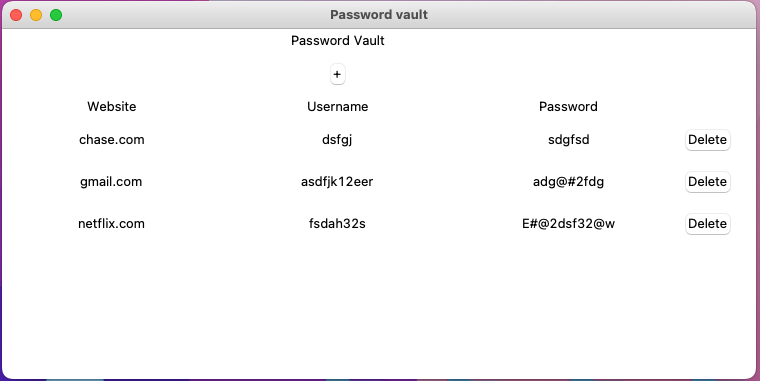 Password vault
Password Vault
+
Website Username Password
chase.com dsfgj sdgfsd Delete
gmail.com asdfjk12eer adg@#2fdg Delete
netflix.com fsdah32s E#@2dsf32@w Delete